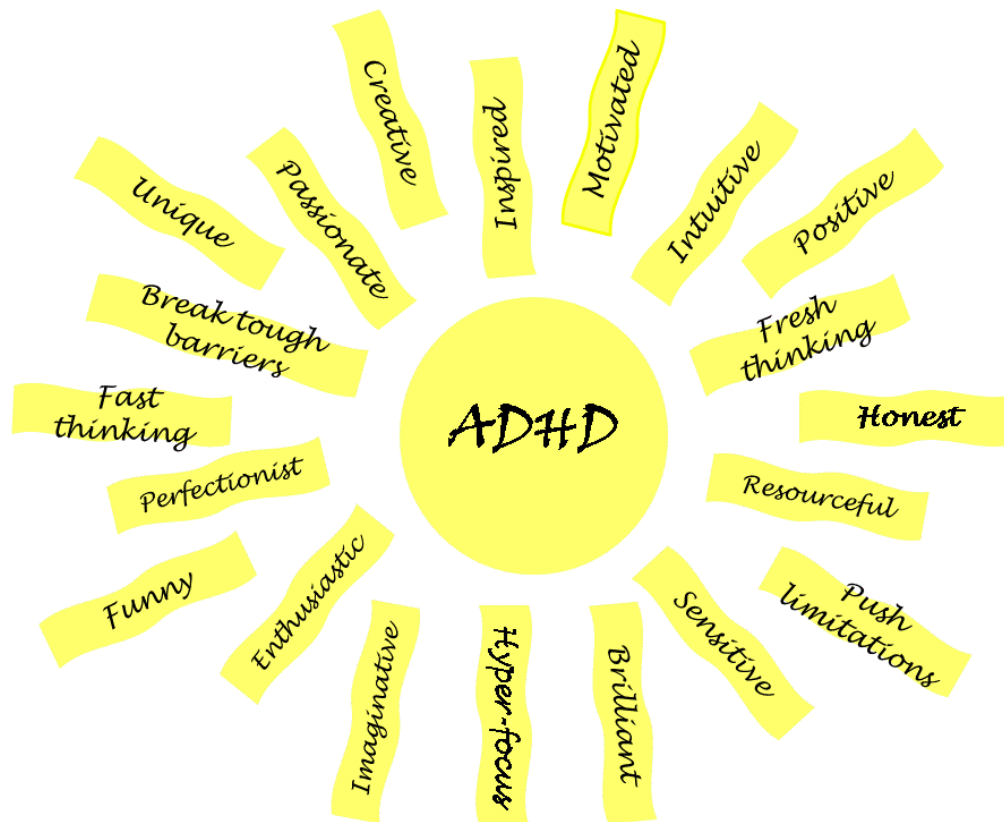 Creative
Inspired
Motivated
Intuitive
Positive
Fresh
thinking
Honest
Resourceful
Push
limitations
Sensitive
Brilliant
Hyper-focus
Imaginative
Enthusiastic
Funny
Perfectionist
Fast
thinking
Break tough
barriers
Unique
Passionate
ADHD